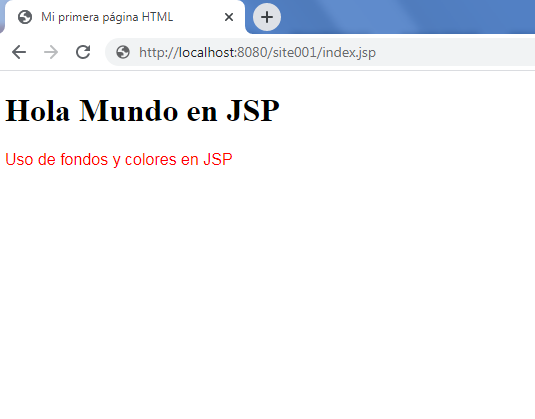 Mi primera página HTML
http://localhost:8080/site001/index.jsp
Hola Mundo en JSP
Uso de fondos y colores en JSP